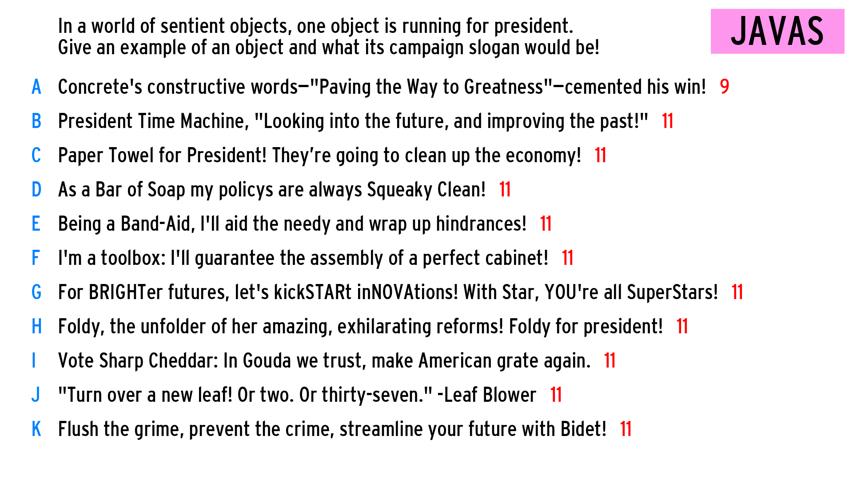 In a world of sentient objects, one object is running for president.
Give an example of an object and what its campaign slogan would be!
JAVAS
A Concrete's constructive words—"Paving the Way to Greatness"—cemented his win! 9
B President Time Machine, "Looking into the future, and improving the past!" 11
C Paper Towel for President! They’re going to clean up the economy! 11
D As a Bar of Soap my policys are always Squeaky Clean! 11
E Being a Band-Aid, I'll aid the needy and wrap up hindrances! 11
F I'm a toolbox: I'll guarantee the assembly of a perfect cabinet! 11
G For BRIGHTer futures, let's kickSTARt inNOVAtions! With Star, YOU're all SuperStars! 11
H Foldy, the unfolder of her amazing, exhilarating reforms! Foldy for president! 11
I Vote Sharp Cheddar: In Gouda we trust, make American grate again. 11
J "Turn over a new leaf! Or two. Or thirty-seven." -Leaf Blower 11
K Flush the grime, prevent the crime, streamline your future with Bidet! 11